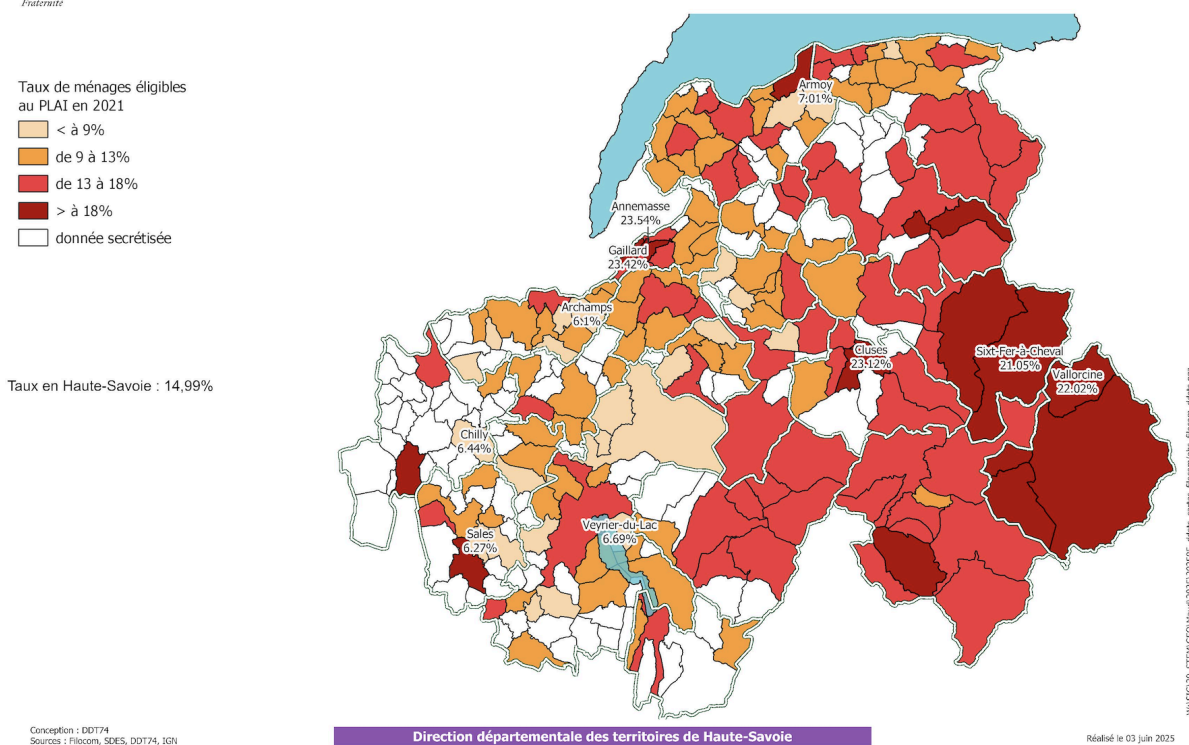 Fraternité
Taux de ménages éligibles
au PLAI en 2021
< à 9%
de 9 à 13%
de 13 à 18%
> à 18%
donnée secrétisée
Taux en Haute-Savoie : 14,99%
Armoy
7.01%
Annemasse
23.54%
Gaillard
23.42%
Archamps
6.1%
Cluses
23.12%
Sixt-Fer-à-Cheval
21.05%
Vallorcine
22.02%
Chilly
6.44%
Sales
6.27%
Veyrier-du-Lac
6.69%
Conception : DDT74
Sources : Filocom, SDES, DDT74, IGN
Direction départementale des territoires de Haute-Savoie
Réalisé le 03 juin 2025